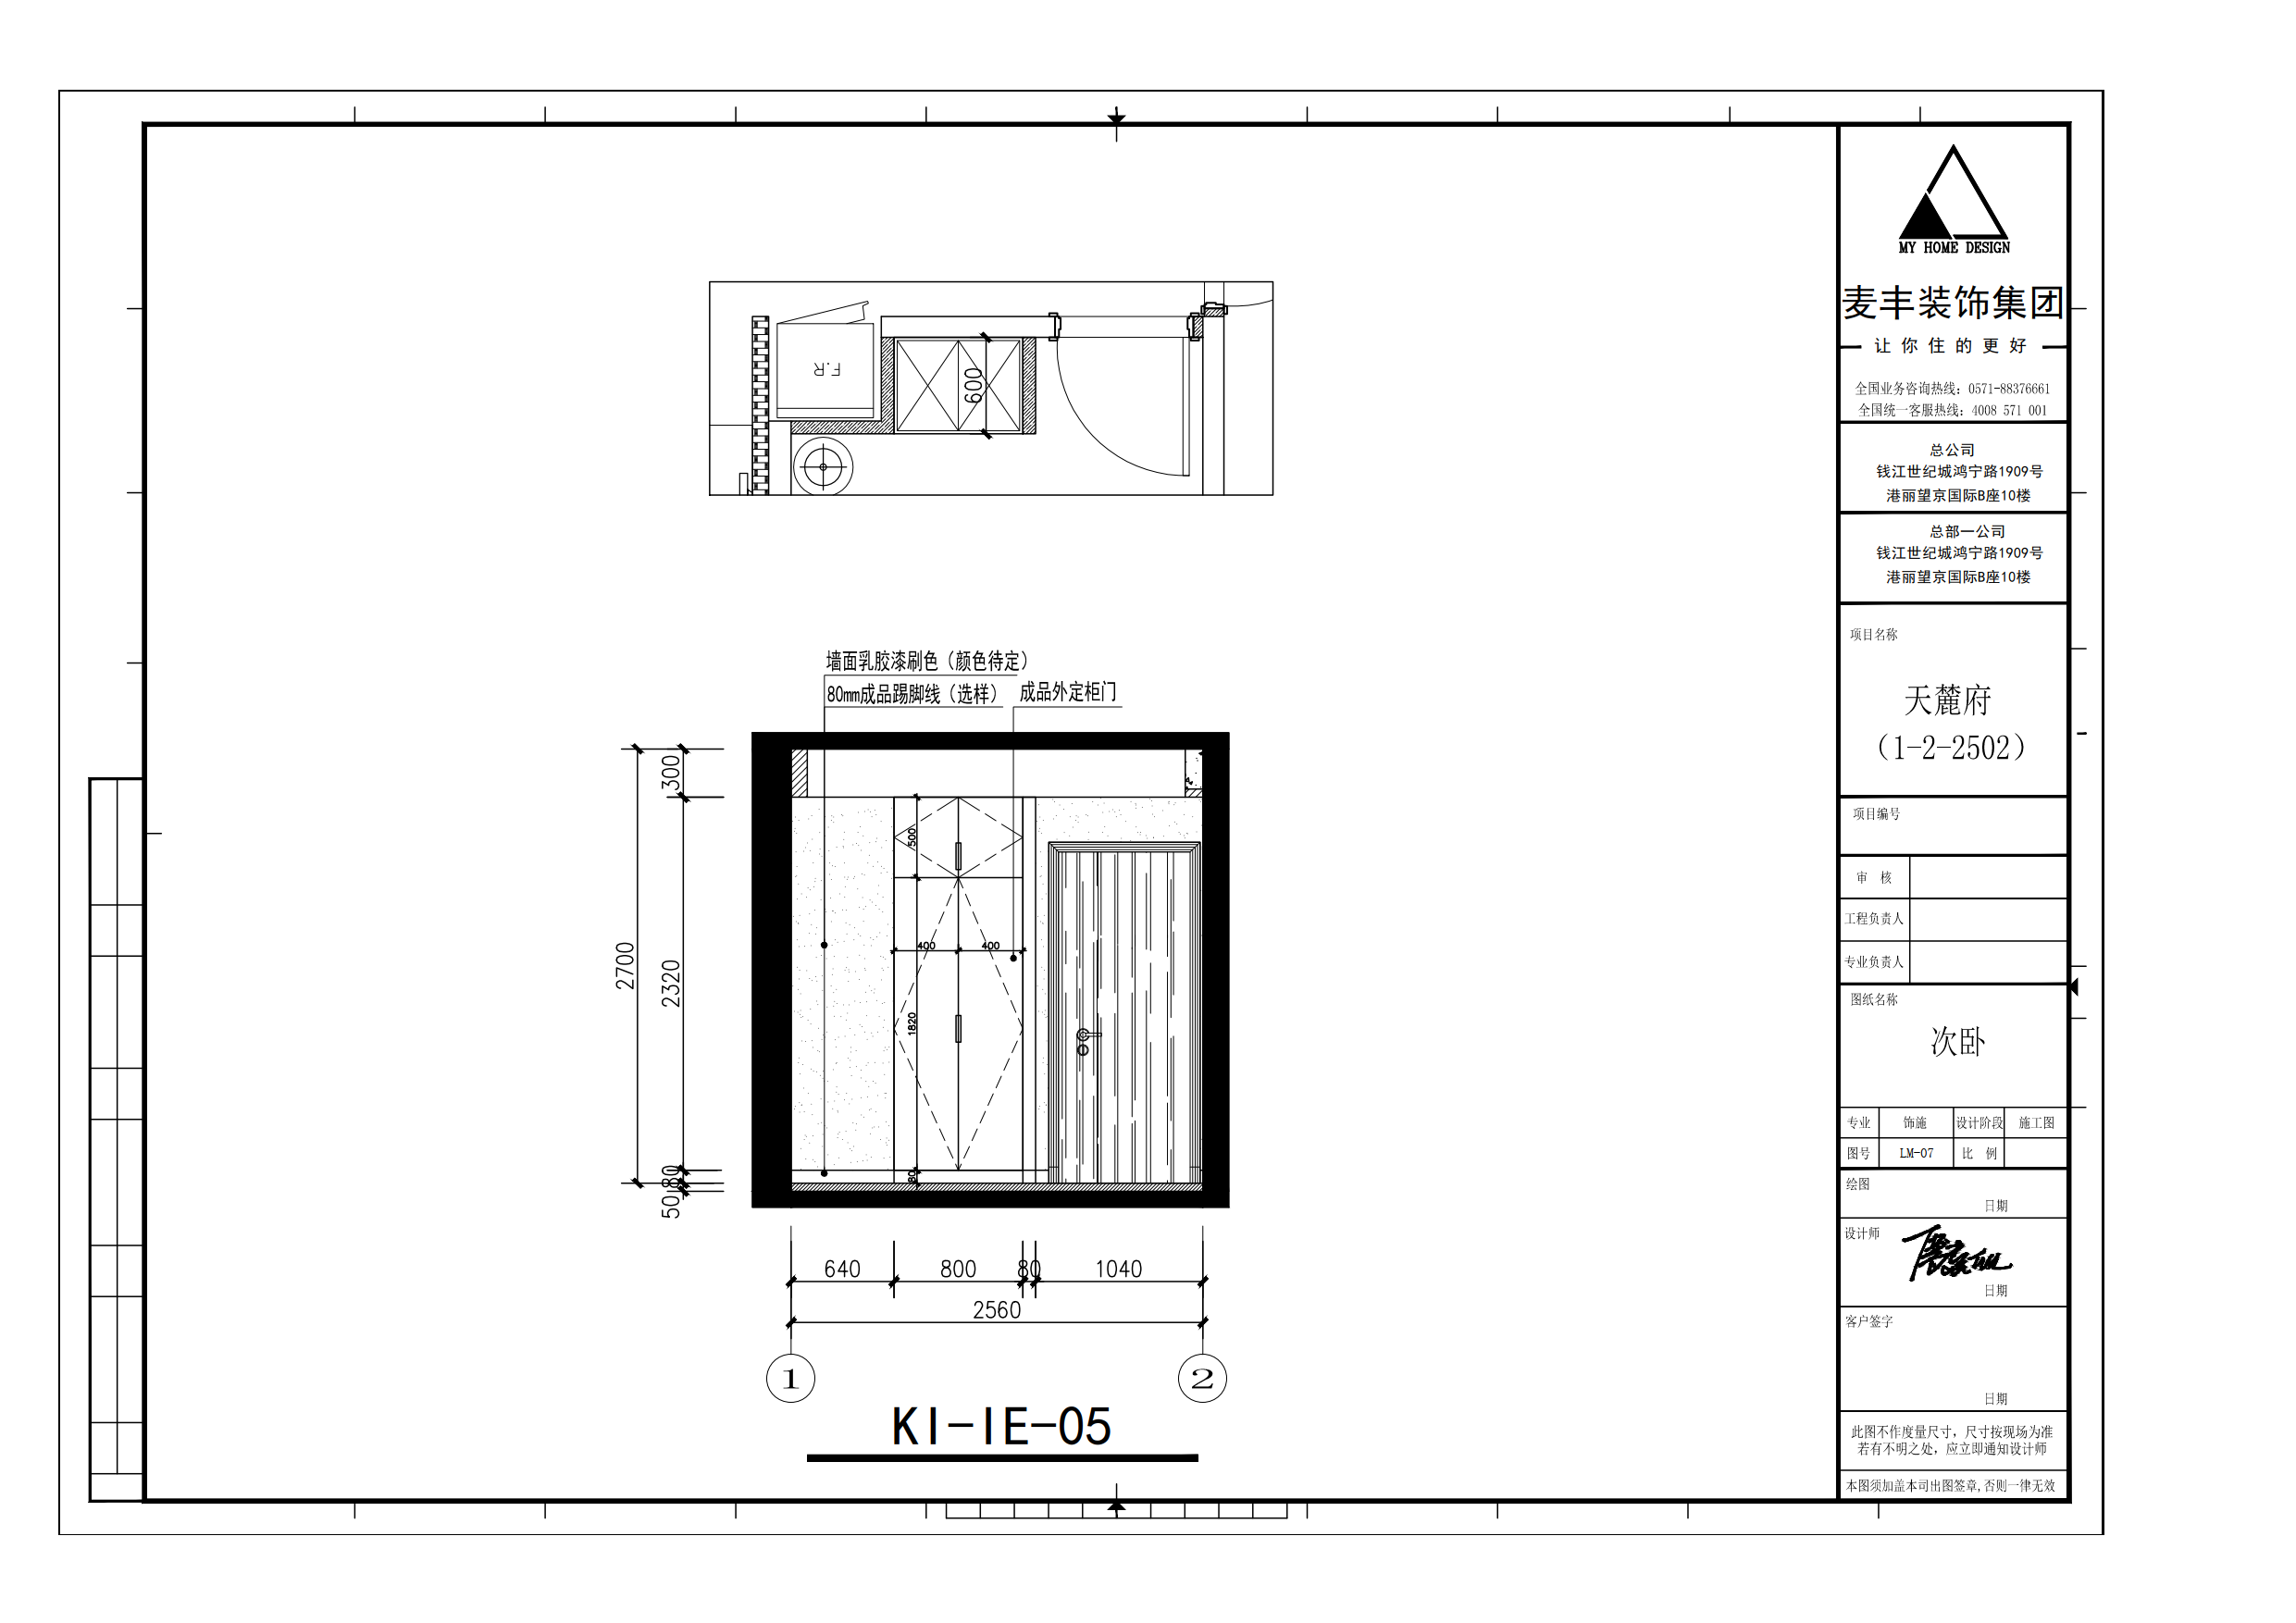 F.R
600
墙面乳胶漆刷色（颜色待定）
80mm成品踢脚线（选样）
成品外定柜门
300
500
400
400
2700
2320
1820
80
80
50
640
800
80
1040
2560
1
2
KI-IE-05
MY HOME DESIGN
麦丰装饰集团
让你住的更好
全国业务咨询热线：0571-88376661
全国统一客服热线：4008 571 001
总公司
钱江世纪城鸿宁路1909号
港丽望京国际B座10楼
总部一公司
钱江世纪城鸿宁路1909号
港丽望京国际B座10楼
项目名称
天麓府
（1-2-2502）
项目编号
审 核
工程负责人
专业负责人
图纸名称
次卧
专业 饰施 设计阶段 施工图
图号 LM-07 比 例
绘图
日期
设计师
日期
客户签字
日期
此图不作度量尺寸，尺寸按现场为准
若有不明之处，应立即通知设计师
本图须加盖本司出图签章,否则一律无效